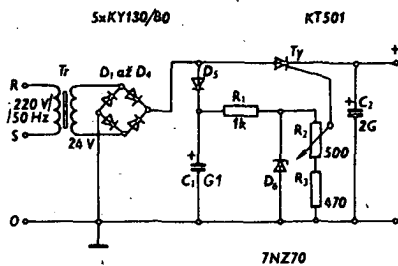 5xKY130/80 KT501
Tr D₁ až D₄ D₅ Ty +
R R₁ C₂
220 V/ 1k + 2G
/50 Hz R₂
S 24 V 500
C₁ G1 D₆ R₃
470
0
7NZ70